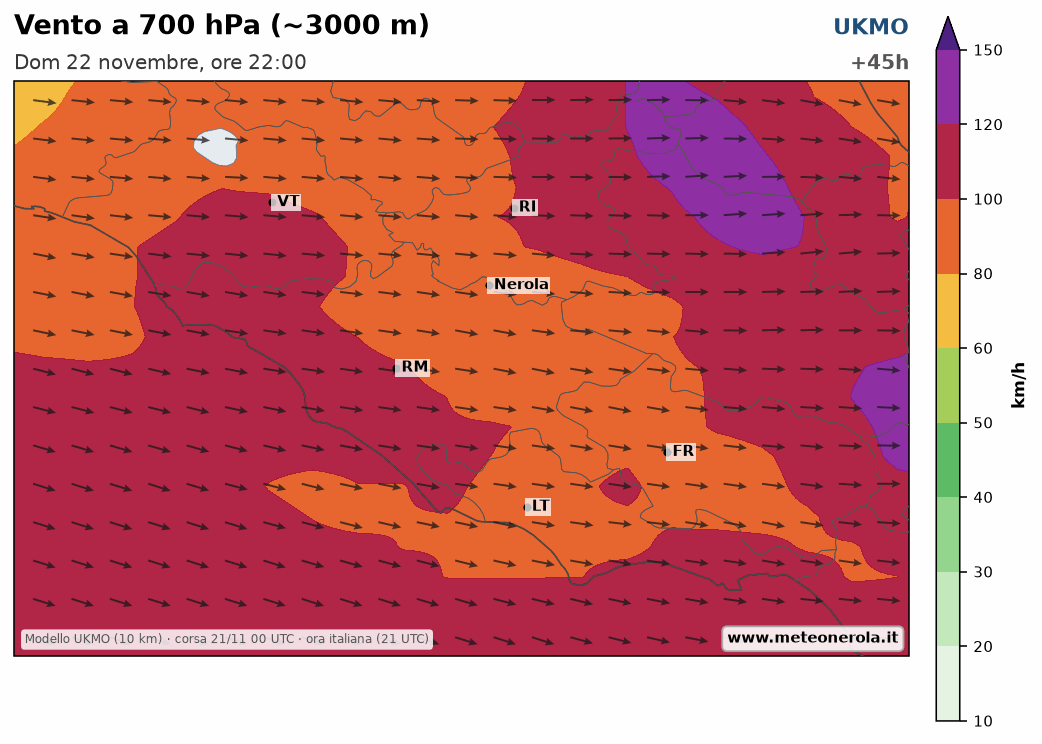 Vento a 700 hPa (~3000 m)
UKMO
Dom 22 novembre, ore 22:00
+45h
VT
RI
Nerola
RM
FR
LT
Modello UKMO (10 km) · corsa 21/11 00 UTC · ora italiana (21 UTC)
www.meteonerola.it
150
120
100
80
60
50
40
30
20
10
km/h